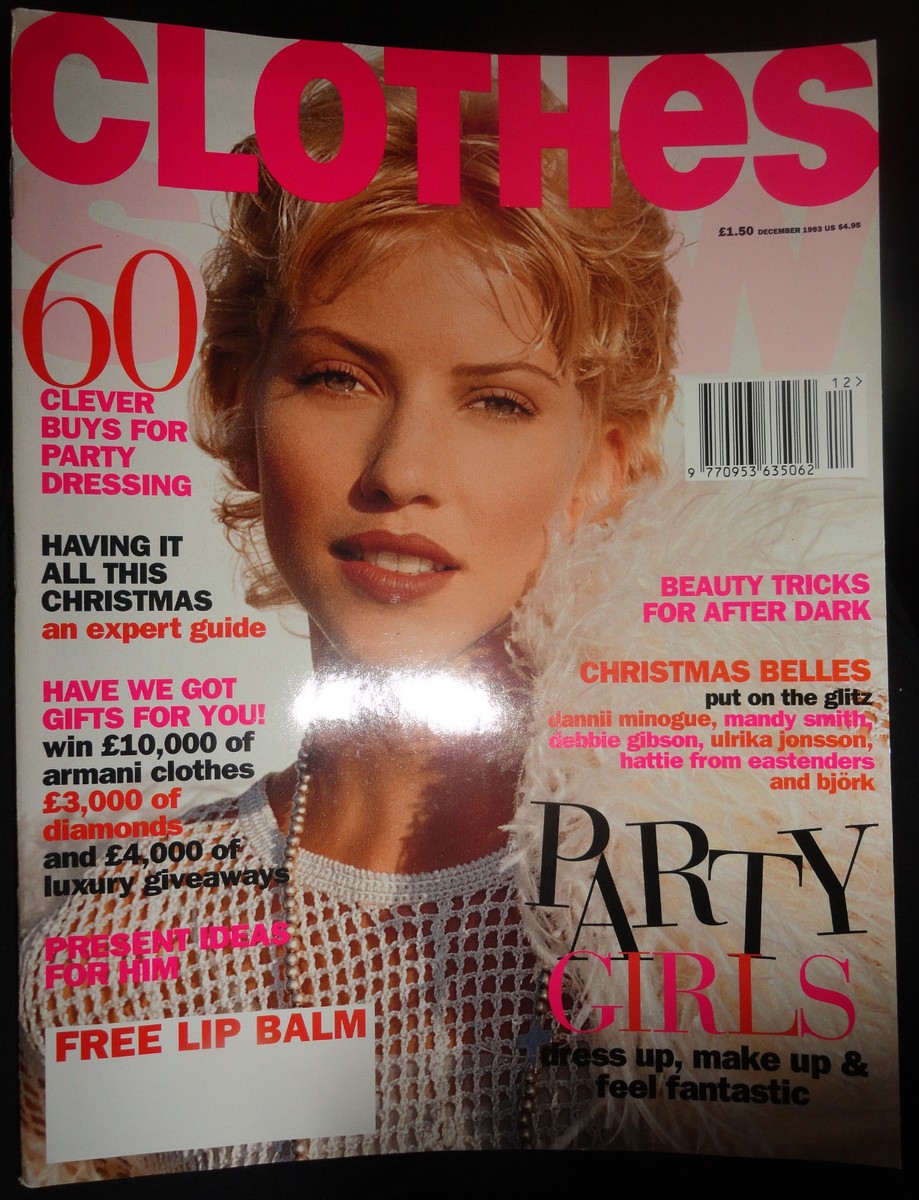 CLOTHES
SHOW
£1.50 DECEMBER 1993 US $4.95
60
CLEVER
BUYS FOR
PARTY
DRESSING
HAVING IT
ALL THIS
CHRISTMAS
an expert guide
HAVE WE GOT
GIFTS FOR YOU!
win £10,000 of
armani clothes
£3,000 of
diamonds
and £4,000 of
luxury giveaways
PRESENT IDEAS
FOR HIM
FREE LIP BALM
12>
9 770953 635062
BEAUTY TRICKS
FOR AFTER DARK
CHRISTMAS BELLES
put on the glitz
dannii minogue, mandy smith,
debbie gibson, ulrika jonsson,
hattie from eastenders
and björk
PARTY
GIRLS
dress up, make up &
feel fantastic